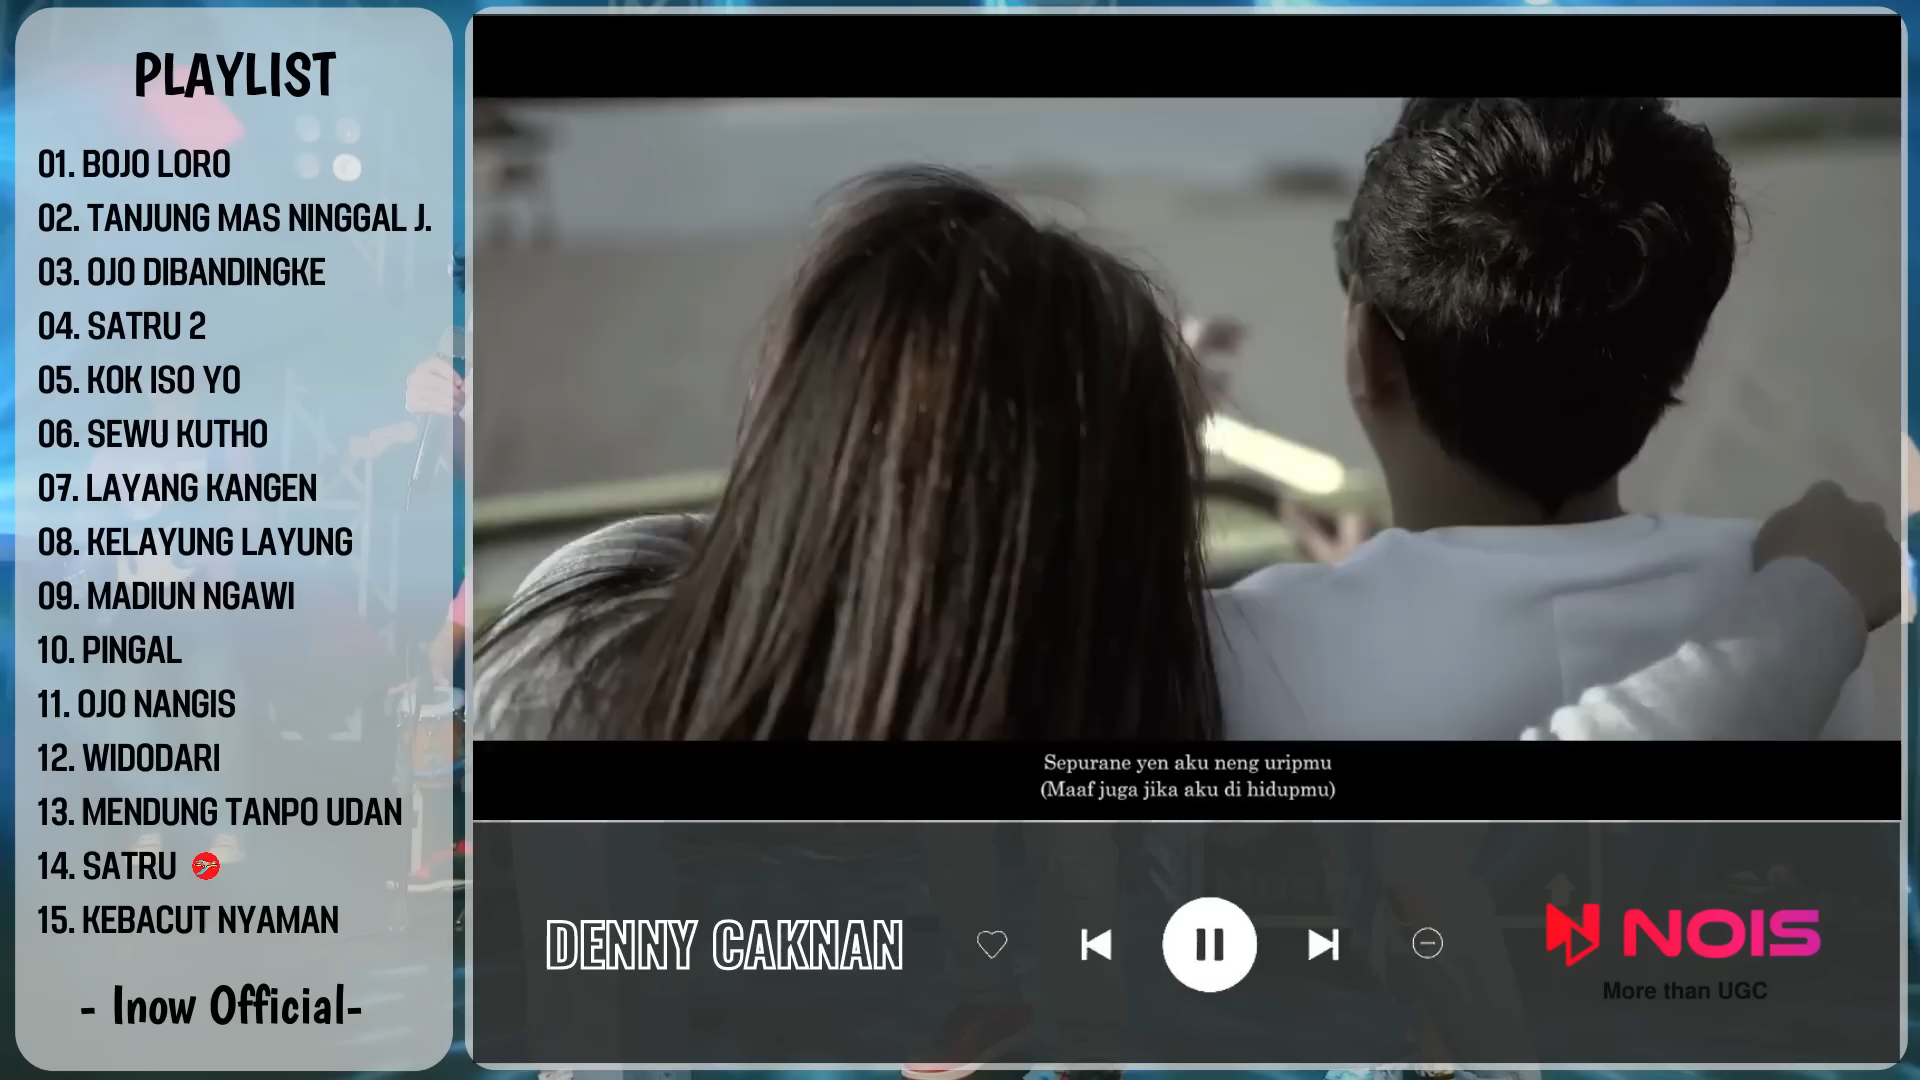 PLAYLIST
01. BOJO LORO
02. TANJUNG MAS NINGGAL J.
03. OJO DIBANDINGKE
04. SATRU 2
05. KOK ISO YO
06. SEWU KUTHO
07. LAYANG KANGEN
08. KELAYUNG LAYUNG
09. MADIUN NGAWI
10. PINGAL
11. OJO NANGIS
12. WIDODARI
13. MENDUNG TANPO UDAN
14. SATRU
15. KEBACUT NYAMAN
- Inow Official-
Sepurane yen aku neng uripmu
(Maaf juga jika aku di hidupmu)
DENNY CAKNAN
NOIS
More than UGC